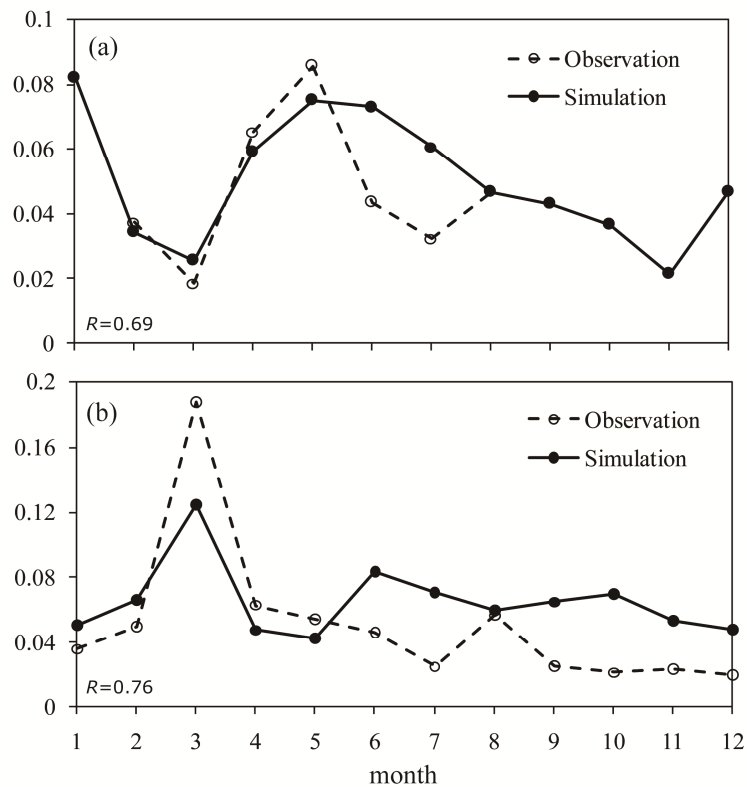 0.1
(a)
Observation
0.08
Simulation
0.06
0.04
0.02
R=0.69
0
0.2
(b)
Observation
0.16
Simulation
0.12
0.08
0.04
R=0.76
0
1 2 3 4 5 6 7 8 9 10 11 12
month